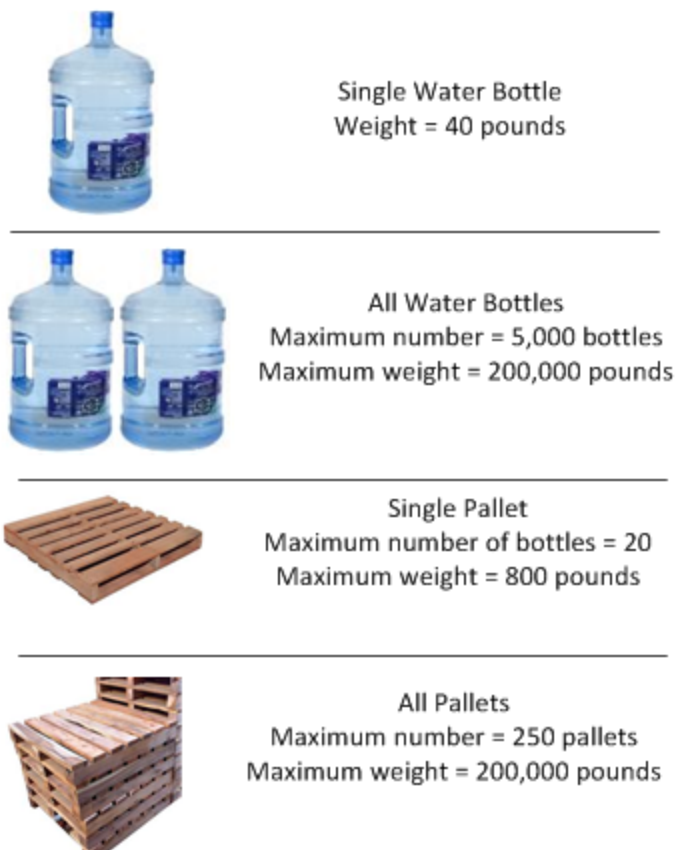 Single Water Bottle
Weight = 40 pounds
All Water Bottles
Maximum number = 5,000 bottles
Maximum weight = 200,000 pounds
Single Pallet
Maximum number of bottles = 20
Maximum weight = 800 pounds
All Pallets
Maximum number = 250 pallets
Maximum weight = 200,000 pounds